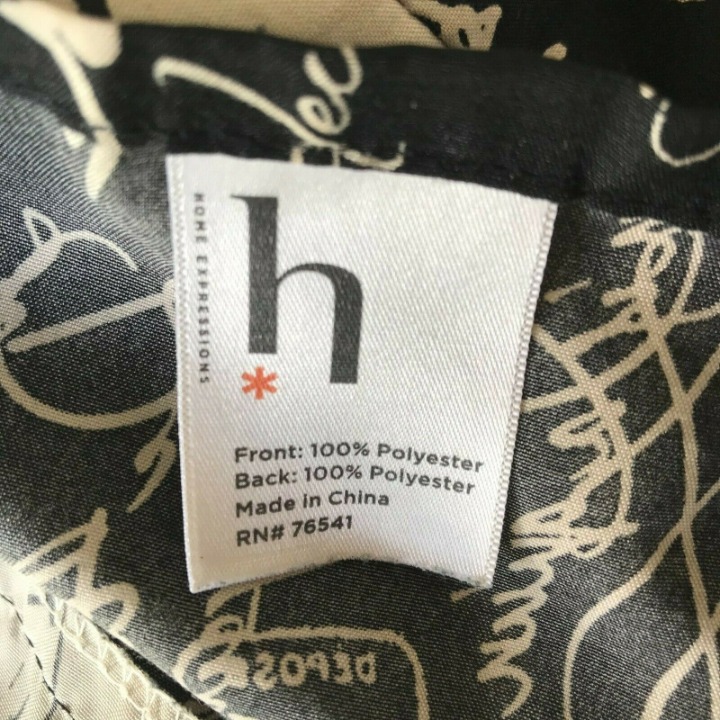 h
HOME EXPRESSIONS
*
Front: 100% Polyester
Back: 100% Polyester
Made in China
RN# 76541